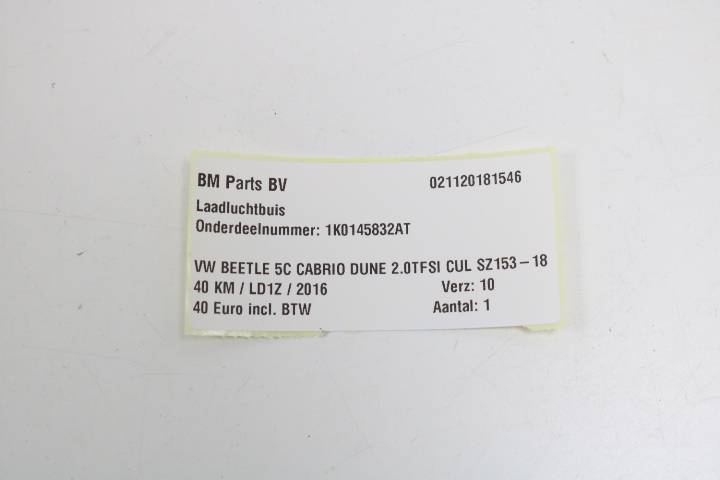 BM Parts BV 021120181546
Laadluchtbuis
Onderdeelnummer: 1K0145832AT
VW BEETLE 5C CABRIO DUNE 2.0TFSI CUL SZ153-18
40 KM / LD1Z / 2016 Verz: 10
40 Euro incl. BTW Aantal: 1